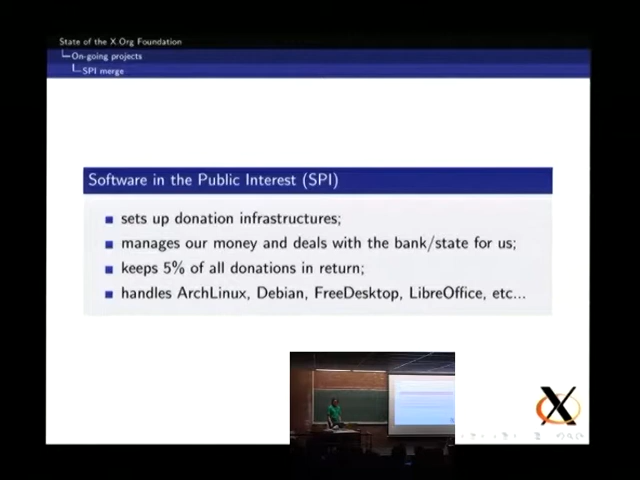 State of the X.Org Foundation
On-going projects
SPI merge
Software in the Public Interest (SPI)
sets up donation infrastructures;
manages our money and deals with the bank/state for us;
keeps 5% of all donations in return;
handles ArchLinux, Debian, FreeDesktop, LibreOffice, etc...
X